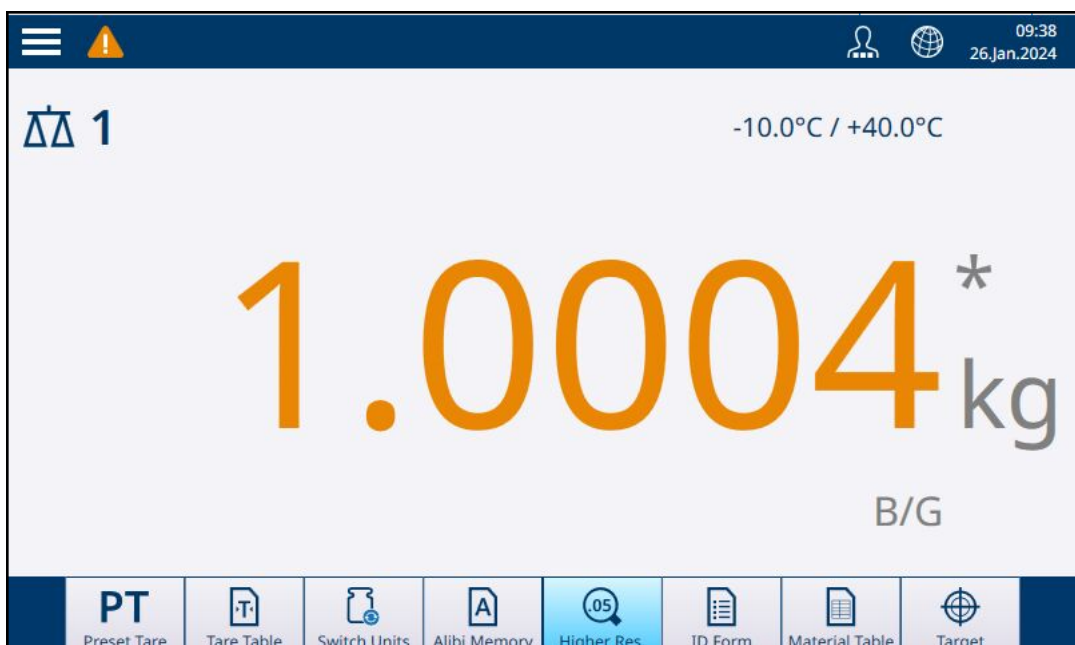 09:38
26.Jan.2024
1
-10.0°C / +40.0°C
1.0004 * kg
B/G
PT
Preset Tare
T
Tare Table
Switch Units
A
Alibi Memory
.05
Higher Res.
ID Form
Material Table
Target